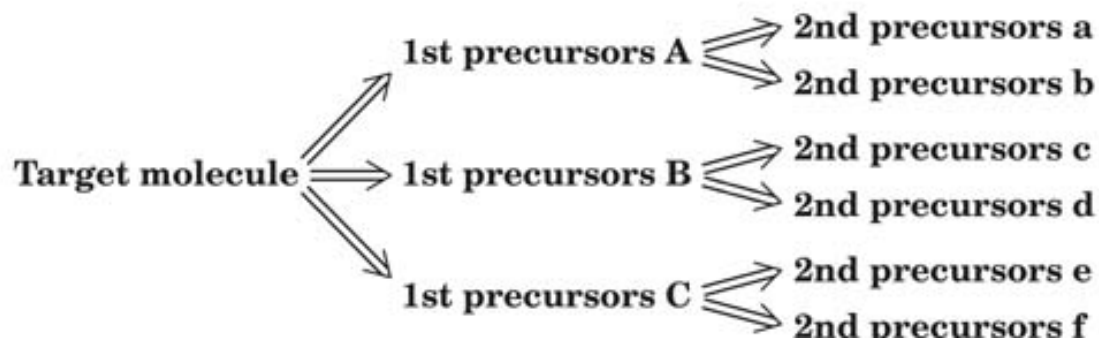 2nd precursors a
1st precursors A
2nd precursors b
2nd precursors c
Target molecule
1st precursors B
2nd precursors d
2nd precursors e
1st precursors C
2nd precursors f